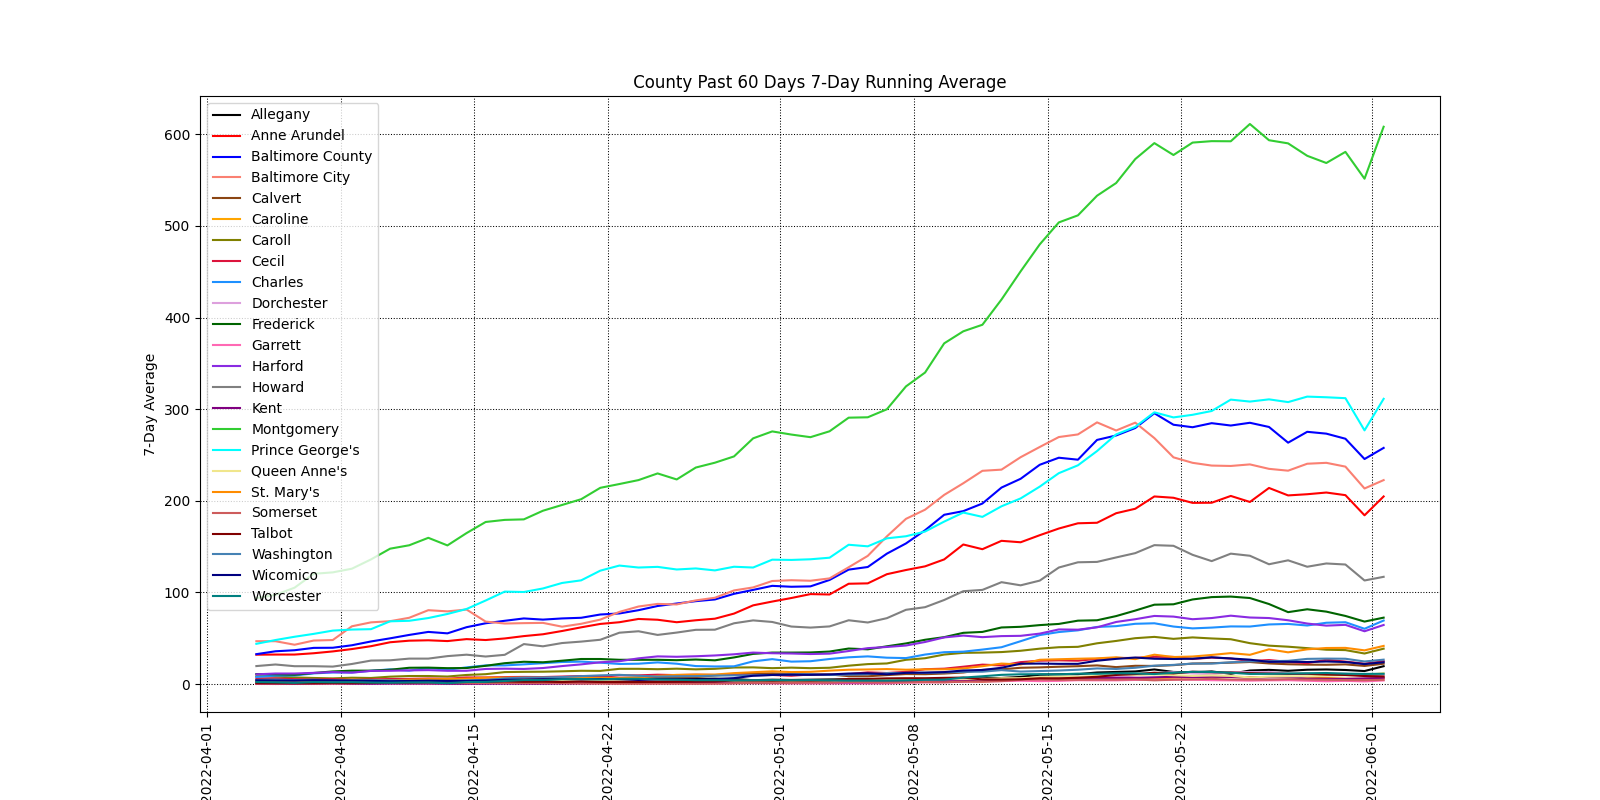 County Past 60 Days 7-Day Running Average
7-Day Average
600
500
400
300
200
100
0
Allegany
Anne Arundel
Baltimore County
Baltimore City
Calvert
Caroline
Caroll
Cecil
Charles
Dorchester
Frederick
Garrett
Harford
Howard
Kent
Montgomery
Prince George's
Queen Anne's
St. Mary's
Somerset
Talbot
Washington
Wicomico
Worcester
2022-04-01
2022-04-08
2022-04-15
2022-04-22
2022-05-01
2022-05-08
2022-05-15
2022-05-22
2022-06-01